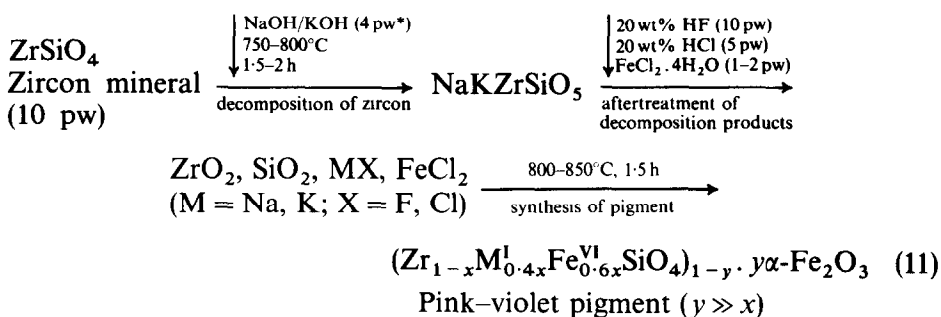 NaOH/KOH (4 pw*)
20 wt% HF (10 pw)
ZrSiO₄
750–800°C
20 wt% HCl (5 pw)
Zircon mineral
1·5–2 h
NaKZrSiO₅
FeCl₂.4H₂O (1–2 pw)
(10 pw)
decomposition of zircon
aftertreatment of
decomposition products
ZrO₂, SiO₂, MX, FeCl₂
800–850°C, 1·5 h
(M = Na, K; X = F, Cl)
synthesis of pigment
(Zr₁₋ₓMᴵ₀.₄ₓFeⱽᴵ₀.₆ₓSiO₄)₁₋y . yα-Fe₂O₃ (11)
Pink–violet pigment (y ≫ x)